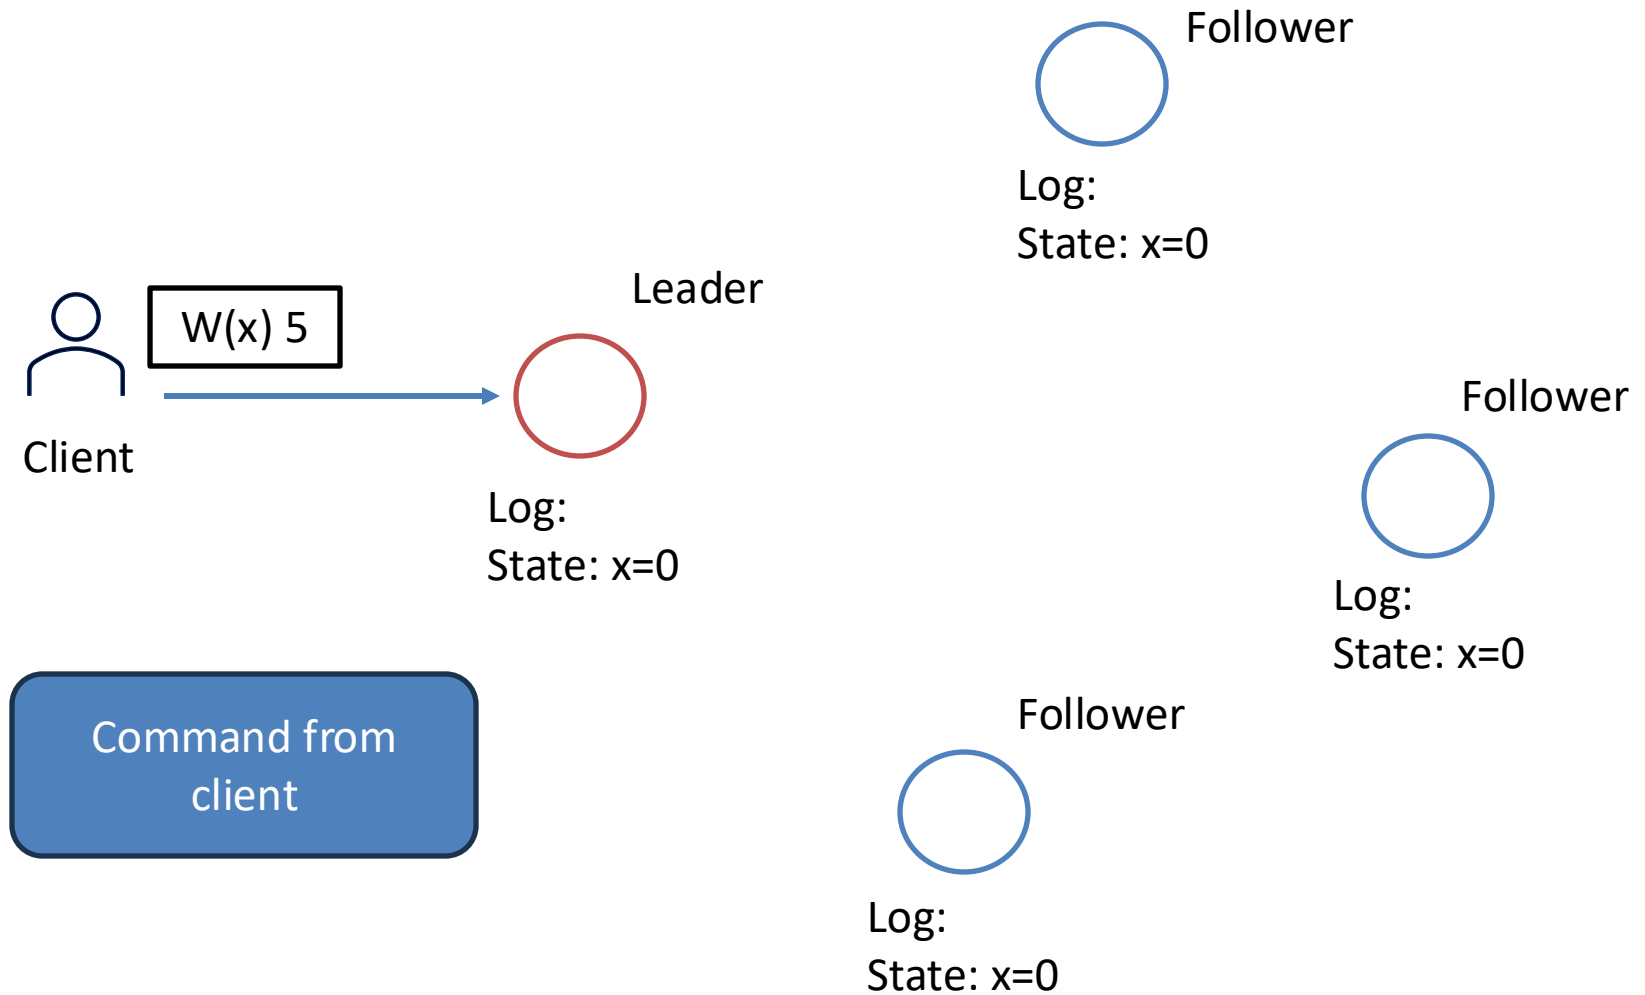 Follower
Log:
State: x=0
Leader
W(x) 5
Client
Log:
State: x=0
Follower
Log:
State: x=0
Command from
client
Follower
Log:
State: x=0